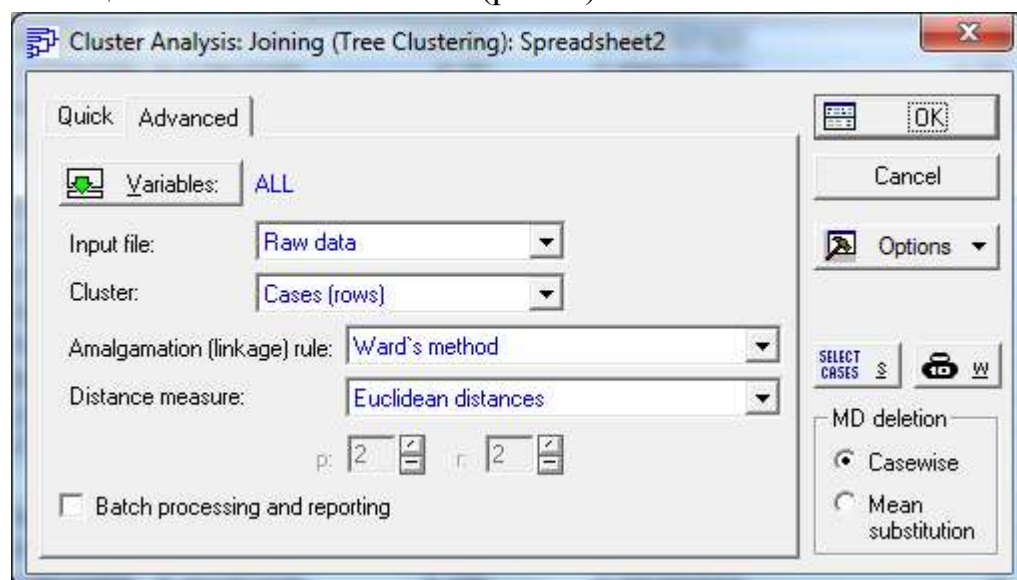 Cluster Analysis: Joining (Tree Clustering): Spreadsheet2
Quick Advanced
OK
Variables: ALL
Cancel
Input file: Raw data
Options
Cluster: Cases (rows)
Amalgamation (linkage) rule: Ward`s method
SELECT CASES S W
Distance measure: Euclidean distances
MD deletion
p: 2 r: 2
Casewise
Batch processing and reporting
Mean
substitution